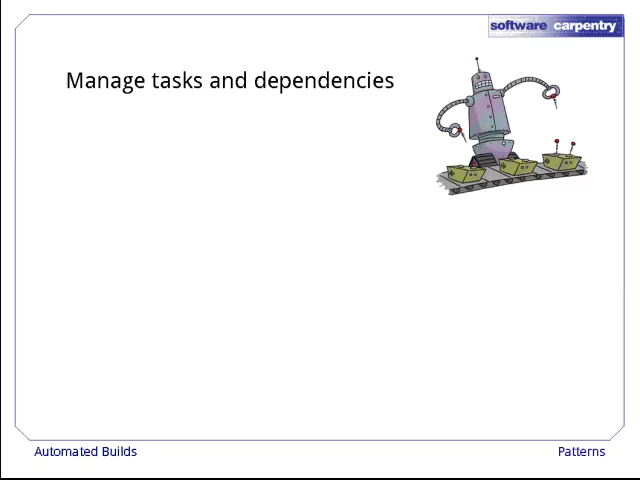 software carpentry
Manage tasks and dependencies
Automated Builds
Patterns